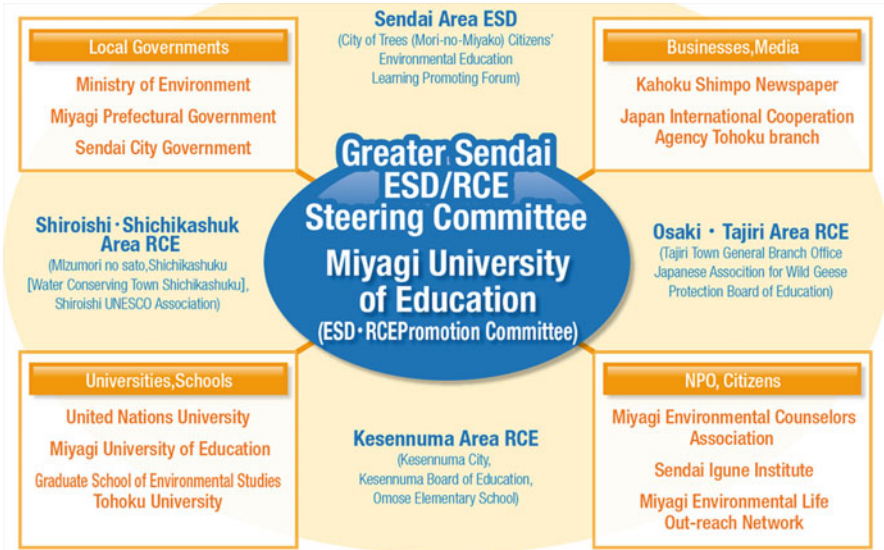 Sendai Area ESD
(City of Trees (Mori-no-Miyako) Citizens'
Environmental Education
Learning Promoting Forum)
Local Governments
Ministry of Environment
Miyagi Prefectural Government
Sendai City Government
Businesses,Media
Kahoku Shimpo Newspaper
Japan International Cooperation
Agency Tohoku branch
Greater Sendai
ESD/RCE
Steering Committee
Miyagi University
of Education
(ESD・RCEPromotion Committee)
Shiroishi・Shichikashuk
Area RCE
(MIzumori no sato,Shichikashuku
[Water Conserving Town Shichikashuku],
Shiroishi UNESCO Association)
Osaki・Tajiri Area RCE
(Tajiri Town General Branch Office
Japanese Assocition for Wild Geese
Protection Board of Education)
Universities,Schools
United Nations University
Miyagi University of Education
Graduate School of Environmental Studies
Tohoku University
Kesennuma Area RCE
(Kesennuma City,
Kesennuma Board of Education,
Omose Elementary School)
NPO, Citizens
Miyagi Environmental Counselors
Association
Sendai Igune Institute
Miyagi Environmental Life
Out-reach Network